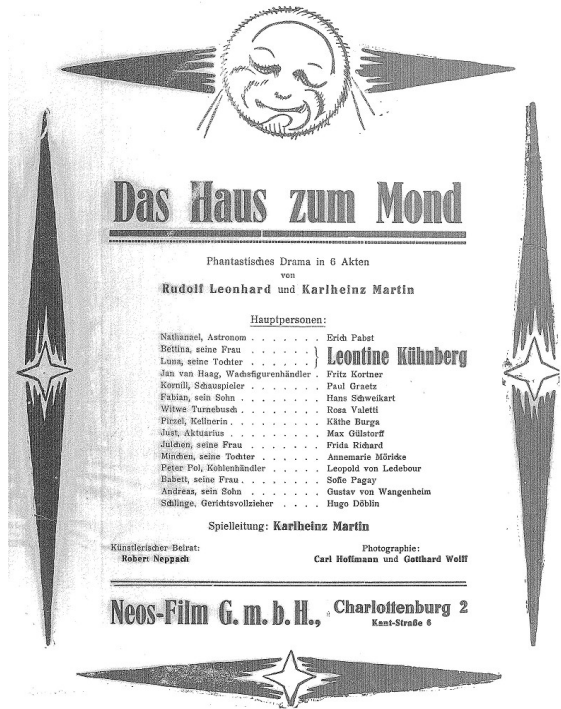 Das Haus zum Mond
Phantastisches Drama in 6 Akten
von
Rudolf Leonhard und Karlheinz Martin
Hauptpersonen:
Nathanael, Astronom . . . . . . . Erich Pabst
Bettina, seine Frau . . . . . . } Leontine Kühnberg
Luna, seine Tochter . . . . . .
Jan van Haag, Wachsfigurenhändler . Fritz Kortner
Kornill, Schauspieler . . . . . . Paul Graetz
Fabian, sein Sohn . . . . . . . Hans Schweikart
Witwe Turnebusch . . . . . . . Rosa Valetti
Pirzel, Kellnerin . . . . . . . . Käthe Burga
Just, Aktuarius . . . . . . . . Max Gülstorff
Julchen, seine Frau . . . . . . . Frida Richard
Minchen, seine Tochter . . . . . Annemarie Möricke
Peter Pol, Kohlenhändler . . . . . Leopold von Ledebour
Babett, seine Frau . . . . . . . Sofie Pagay
Andreas, sein Sohn . . . . . . . Gustav von Wangenheim
Schlinge, Gerichtsvollzieher . . . . Hugo Döblin
Spielleitung: Karlheinz Martin
Künstlerischer Beirat: Photographie:
Robert Neppach Carl Hoffmann und Gotthard Wolff
Neos-Film G. m. b. H., Charlottenburg 2
Kant-Straße 6